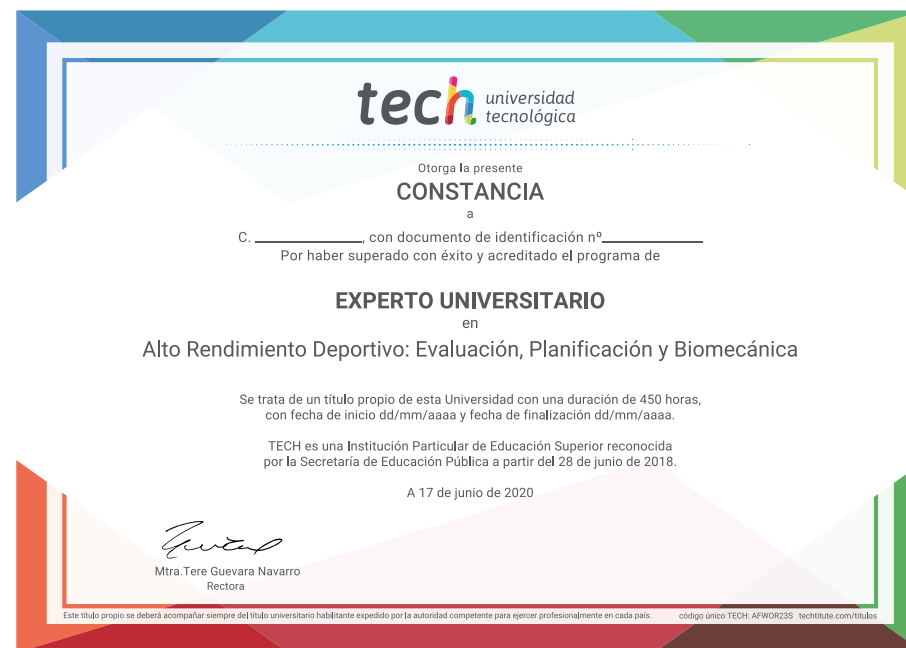 tech universidad
tecnológica
Otorga la presente
CONSTANCIA
a
C. ____________, con documento de identificación nº____________
Por haber superado con éxito y acreditado el programa de
EXPERTO UNIVERSITARIO
en
Alto Rendimiento Deportivo: Evaluación, Planificación y Biomecánica
Se trata de un título propio de esta Universidad con una duración de 450 horas,
con fecha de inicio dd/mm/aaaa y fecha de finalización dd/mm/aaaa.
TECH es una Institución Particular de Educación Superior reconocida
por la Secretaría de Educación Pública a partir del 28 de junio de 2018.
A 17 de junio de 2020
Mtra.Tere Guevara Navarro
Rectora
Este título propio se deberá acompañar siempre del título universitario habilitante expedido por la autoridad competente para ejercer profesionalmente en cada país. código único TECH: AFWOR23S techtitute.com/titulos